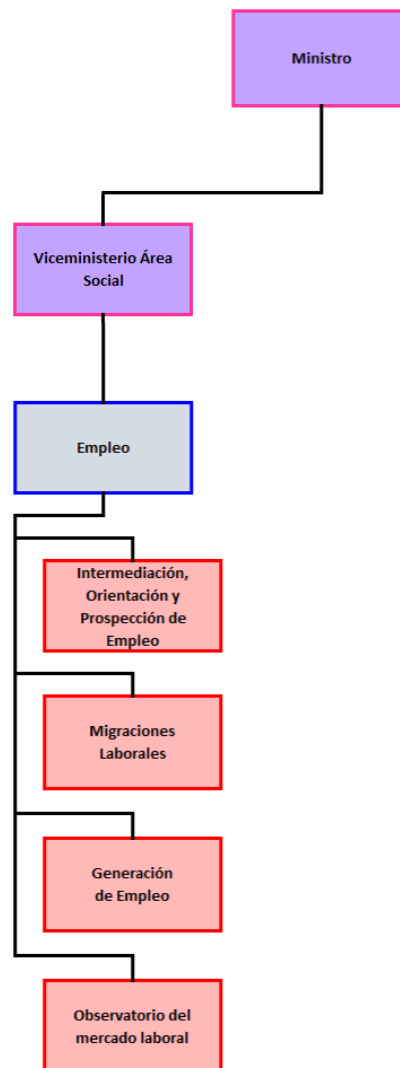 Ministro
Viceministerio Área
Social
Empleo
Intermediación,
Orientación y
Prospección de
Empleo
Migraciones
Laborales
Generación
de Empleo
Observatorio del
mercado laboral